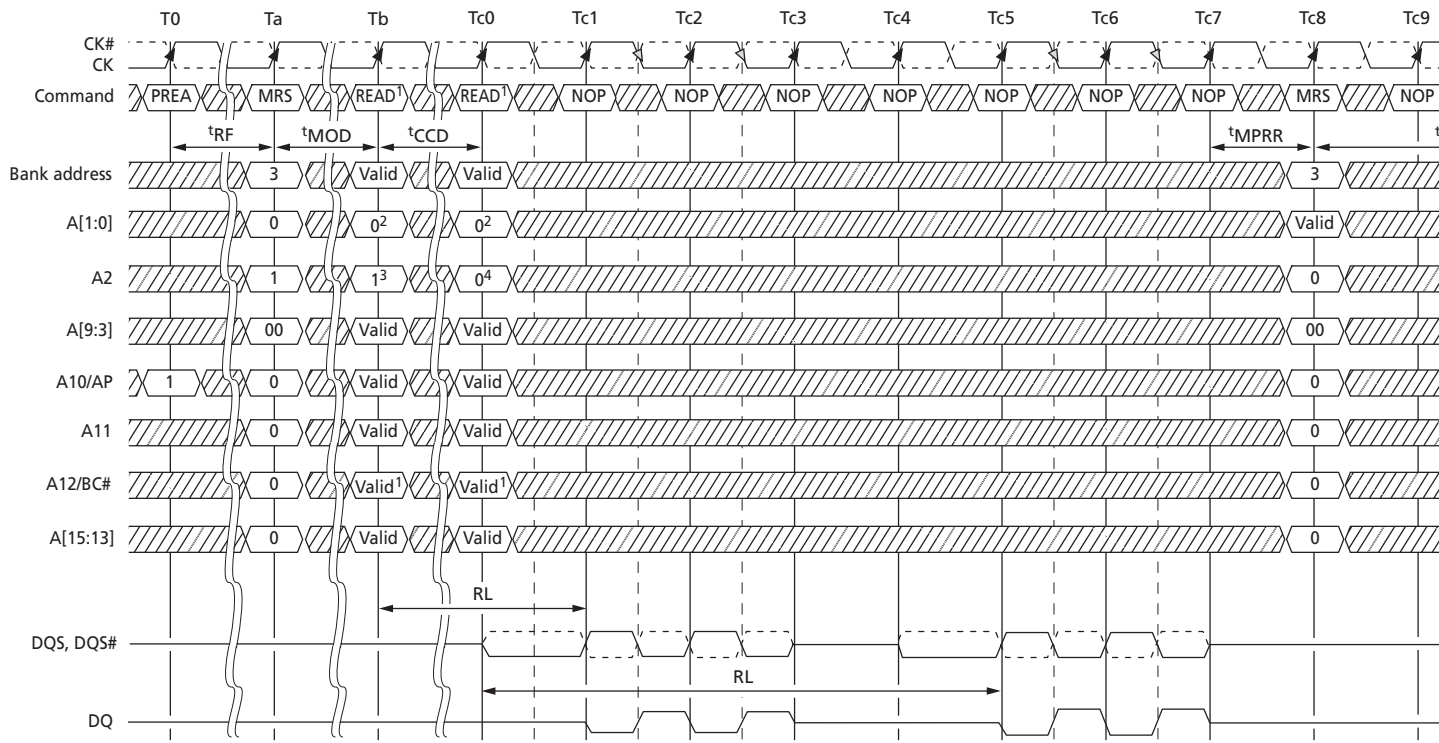 T0 Ta Tb Tc0 Tc1 Tc2 Tc3 Tc4 Tc5 Tc6 Tc7 Tc8 Tc9
CK#
CK
Command PREA MRS READ¹ READ¹ NOP NOP NOP NOP NOP NOP NOP MRS NOP
ᵗRF ᵗMOD ᵗCCD ᵗMPRR t
Bank address 3 Valid Valid 3
A[1:0] 0 0² 0² Valid
A2 1 1³ 0⁴ 0
A[9:3] 00 Valid Valid 00
A10/AP 1 0 Valid Valid 0
A11 0 Valid Valid 0
A12/BC# 0 Valid¹ Valid¹ 0
A[15:13] 0 Valid Valid 0
RL
DQS, DQS#
RL
DQ